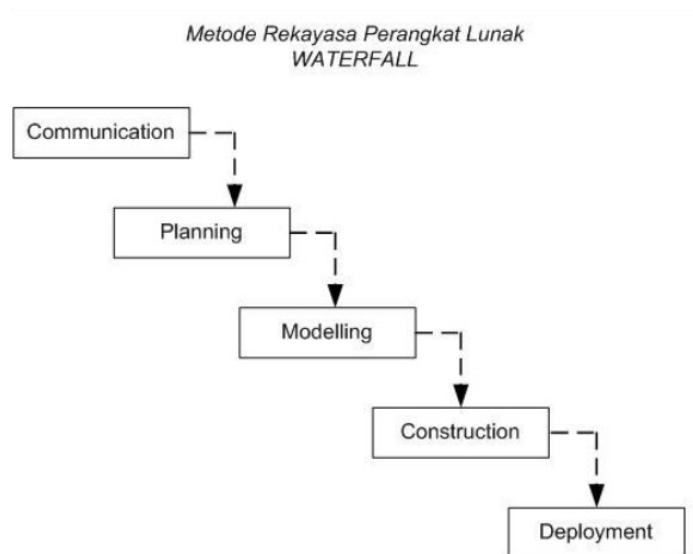 Metode Rekayasa Perangkat Lunak
WATERFALL
Communication
Planning
Modelling
Construction
Deployment